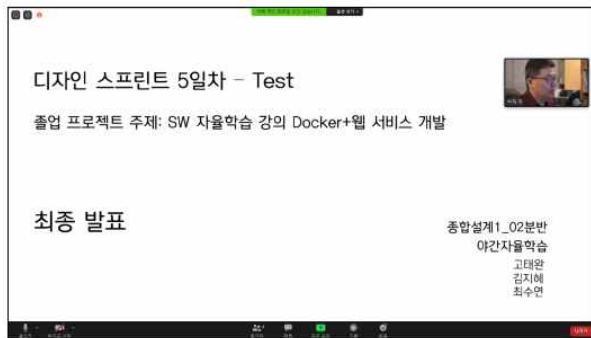 디자인 스프린트 5일차 - Test
졸업 프로젝트 주제: SW 자율학습 강의 Docker+웹 서비스 개발
최종 발표
종합설계1_02분반
야간자율학습
고태완
김지혜
최수연